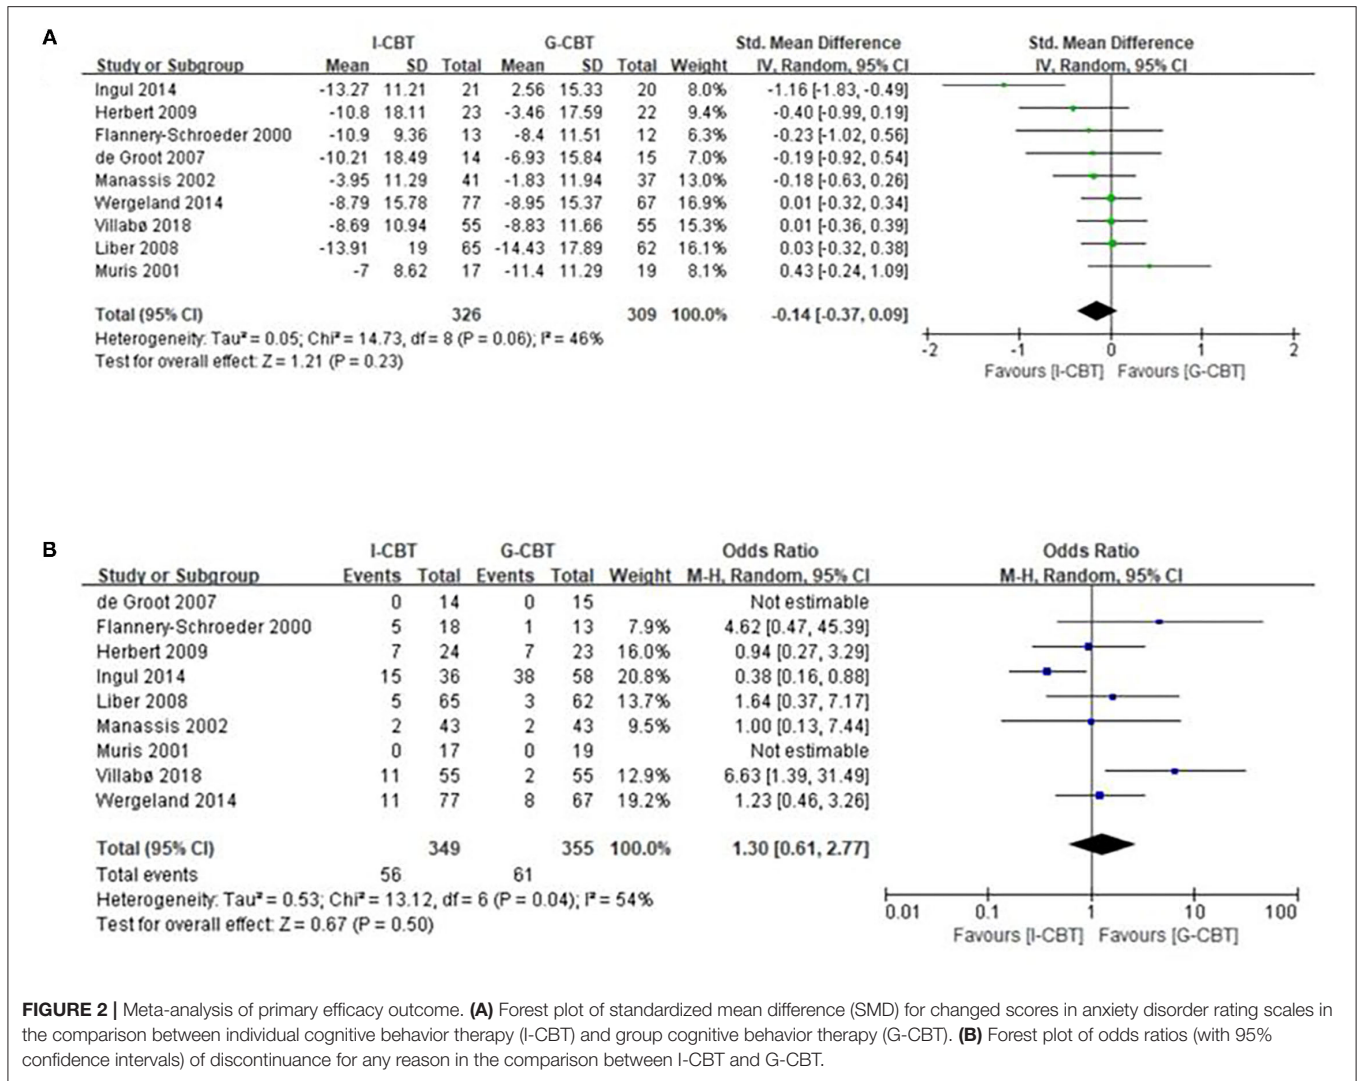 A
I-CBT G-CBT Std. Mean Difference Std. Mean Difference
Study or Subgroup Mean SD Total Mean SD Total Weight IV, Random, 95% CI IV, Random, 95% CI
Ingul 2014 -13.27 11.21 21 2.56 15.33 20 8.0% -1.16 [-1.83, -0.49]
Herbert 2009 -10.8 18.11 23 -3.46 17.59 22 9.4% -0.40 [-0.99, 0.19]
Flannery-Schroeder 2000 -10.9 9.36 13 -8.4 11.51 12 6.3% -0.23 [-1.02, 0.56]
de Groot 2007 -10.21 18.49 14 -6.93 15.84 15 7.0% -0.19 [-0.92, 0.54]
Manassis 2002 -3.95 11.29 41 -1.83 11.94 37 13.0% -0.18 [-0.63, 0.26]
Wergeland 2014 -8.79 15.78 77 -8.95 15.37 67 16.9% 0.01 [-0.32, 0.34]
Villabø 2018 -8.69 10.94 55 -8.83 11.66 55 15.3% 0.01 [-0.36, 0.39]
Liber 2008 -13.91 19 65 -14.43 17.89 62 16.1% 0.03 [-0.32, 0.38]
Muris 2001 -7 8.62 17 -11.4 11.29 19 8.1% 0.43 [-0.24, 1.09]
Total (95% CI) 326 309 100.0% -0.14 [-0.37, 0.09]
Heterogeneity: Tau² = 0.05; Chi² = 14.73, df = 8 (P = 0.06); I² = 46%
Test for overall effect: Z = 1.21 (P = 0.23)
-2 -1 0 1 2
Favours [I-CBT] Favours [G-CBT]
B
I-CBT G-CBT Odds Ratio Odds Ratio
Study or Subgroup Events Total Events Total Weight M-H, Random, 95% CI M-H, Random, 95% CI
de Groot 2007 0 14 0 15 Not estimable
Flannery-Schroeder 2000 5 18 1 13 7.9% 4.62 [0.47, 45.39]
Herbert 2009 7 24 7 23 16.0% 0.94 [0.27, 3.29]
Ingul 2014 15 36 38 58 20.8% 0.38 [0.16, 0.88]
Liber 2008 5 65 3 62 13.7% 1.64 [0.37, 7.17]
Manassis 2002 2 43 2 43 9.5% 1.00 [0.13, 7.44]
Muris 2001 0 17 0 19 Not estimable
Villabø 2018 11 55 2 55 12.9% 6.63 [1.39, 31.49]
Wergeland 2014 11 77 8 67 19.2% 1.23 [0.46, 3.26]
Total (95% CI) 349 355 100.0% 1.30 [0.61, 2.77]
Total events 56 61
Heterogeneity: Tau² = 0.53; Chi² = 13.12, df = 6 (P = 0.04); I² = 54%
Test for overall effect: Z = 0.67 (P = 0.50)
0.01 0.1 1 10 100
Favours [I-CBT] Favours [G-CBT]
FIGURE 2 | Meta-analysis of primary efficacy outcome. (A) Forest plot of standardized mean difference (SMD) for changed scores in anxiety disorder rating scales in
the comparison between individual cognitive behavior therapy (I-CBT) and group cognitive behavior therapy (G-CBT). (B) Forest plot of odds ratios (with 95%
confidence intervals) of discontinuance for any reason in the comparison between I-CBT and G-CBT.